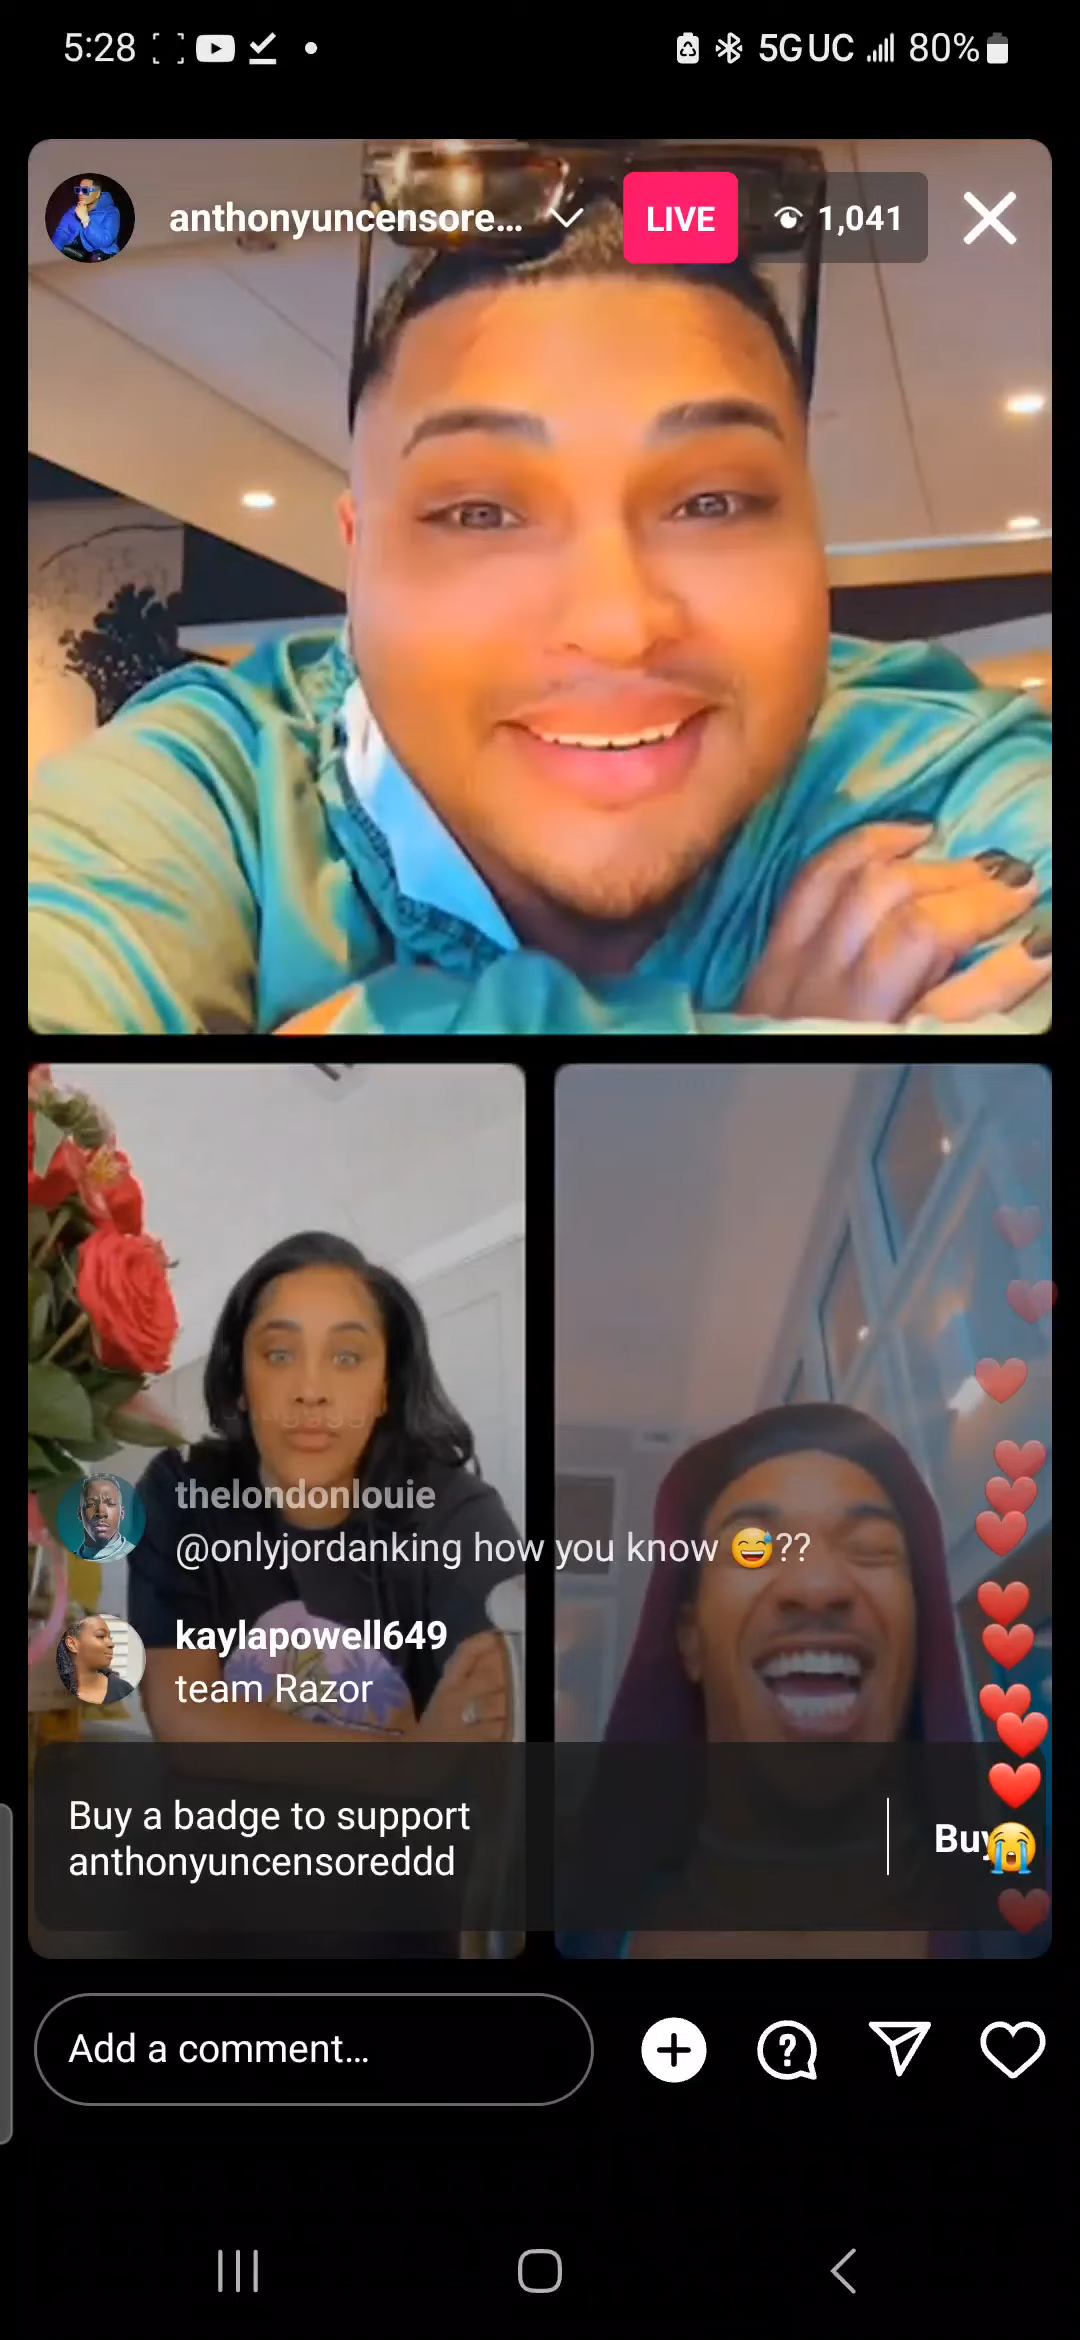 5:28
5G UC 80%
anthonyuncensore...
LIVE
1,041
thelondonlouie
@onlyjordanking how you know 😅??
kaylapowell649
team Razor
Buy a badge to support
anthonyuncensoreddd
Buy
Add a comment...